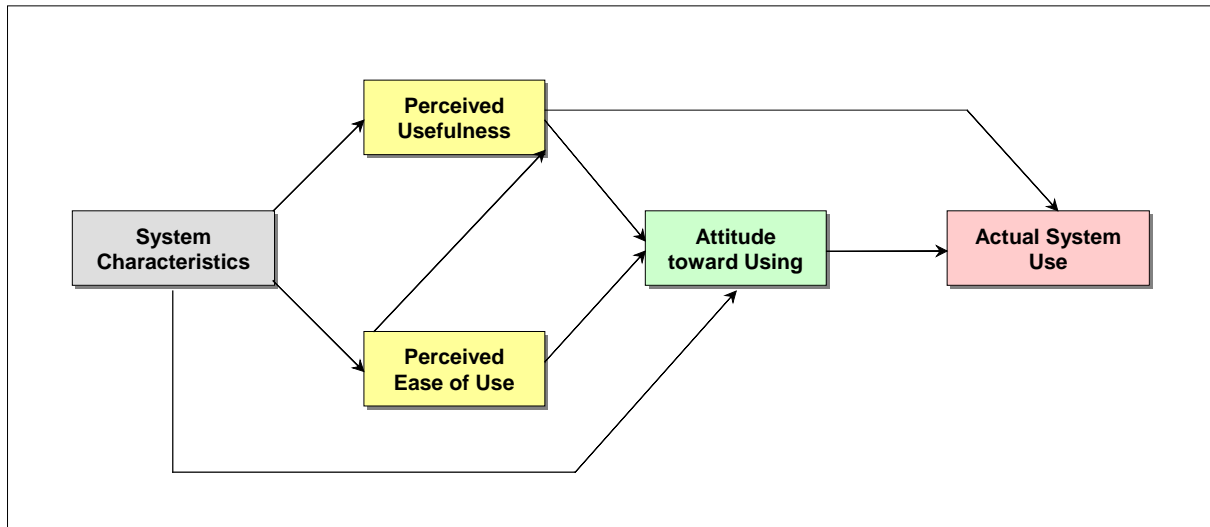 Perceived
Usefulness
System
Characteristics
Attitude
toward Using
Actual System
Use
Perceived
Ease of Use